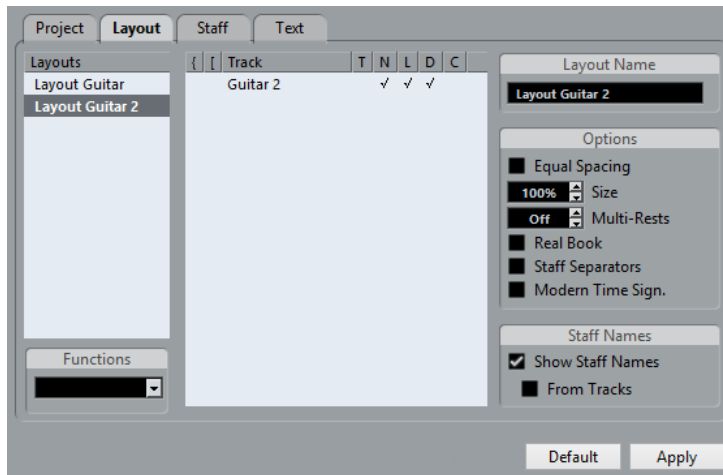 Project Layout Staff Text
Layouts
Layout Guitar
Layout Guitar 2
{ [ Track T N L D C
Guitar 2 √ √ √
Layout Name
Layout Guitar 2
Options
Equal Spacing
100% Size
Off Multi-Rests
Real Book
Staff Separators
Modern Time Sign.
Staff Names
Show Staff Names
From Tracks
Functions
Default Apply